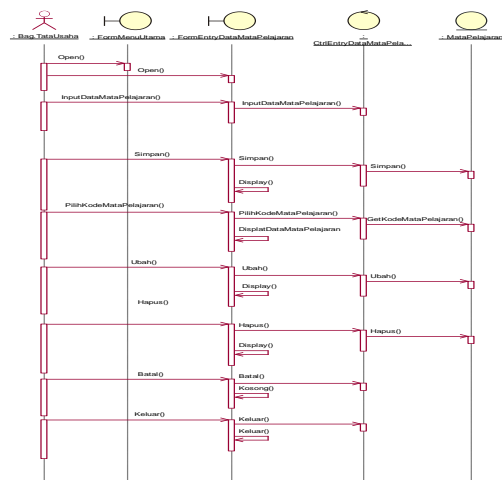 : Bag.TataUsaha
: FormMenuUtama
: FormEntryDataMataPelajaran
:
CtrlEntryDataMataPela...
: MataPelajaran
Open()
Open()
InputDataMataPelajaran()
InputDataMataPelajaran()
Simpan()
Simpan()
Simpan()
Display()
PilihKodeMataPelajaran()
PilihKodeMataPelajaran()
GetKodeMataPelajaran()
DisplatDataMataPelajaran
Ubah()
Ubah()
Ubah()
Display()
Hapus()
Hapus()
Hapus()
Display()
Batal()
Batal()
Kosong()
Keluar()
Keluar()
Keluar()